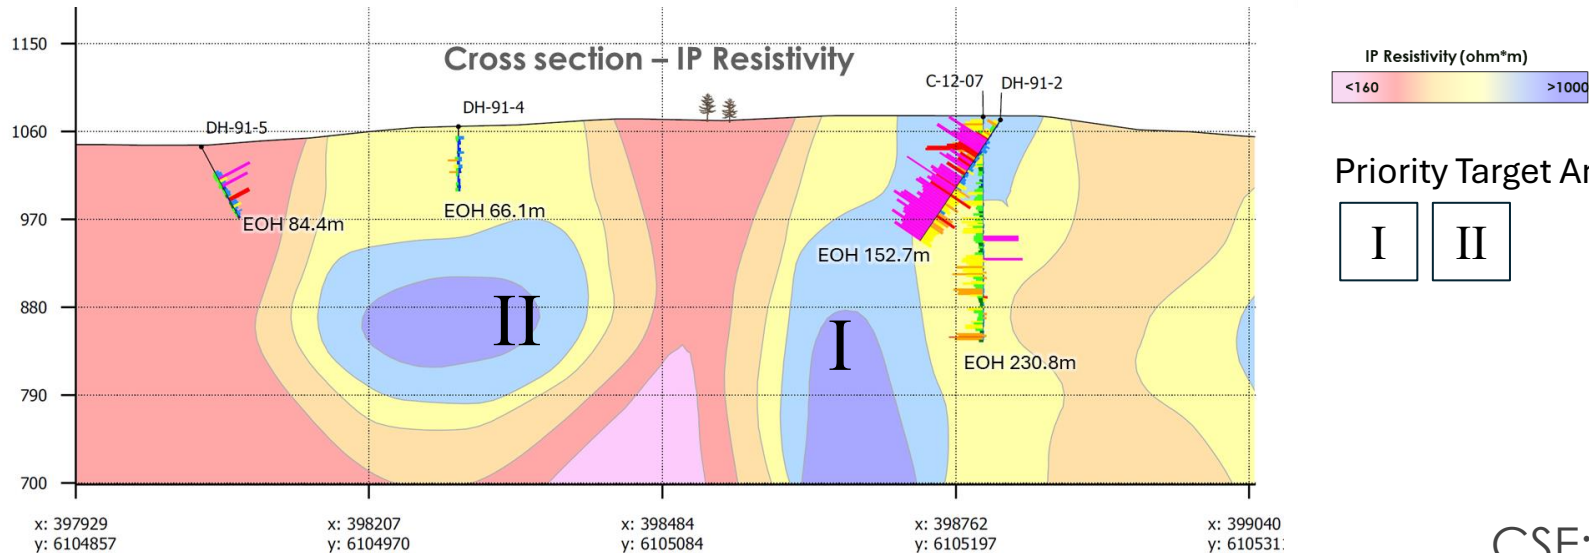 Cross section – IP Resistivity
1150
1060
970
880
790
700
DH-91-5
EOH 84.4m
DH-91-4
EOH 66.1m
C-12-07 DH-91-2
EOH 152.7m
EOH 230.8m
II
I
x: 397929
y: 6104857
x: 398207
y: 6104970
x: 398484
y: 6105084
x: 398762
y: 6105197
x: 399040
y: 610531
IP Resistivity (ohm*m)
<160 >1000
Priority Target Ar
I II
CSE: